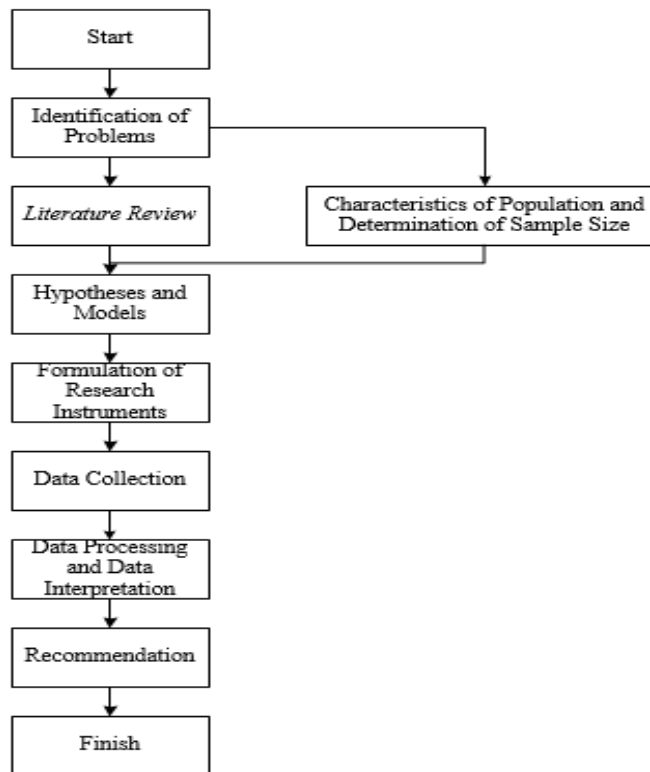 Start
Identification of
Problems
Literature Review
Characteristics of Population and
Determination of Sample Size
Hypotheses and
Models
Formulation of
Research
Instruments
Data Collection
Data Processing
and Data
Interpretation
Recommendation
Finish